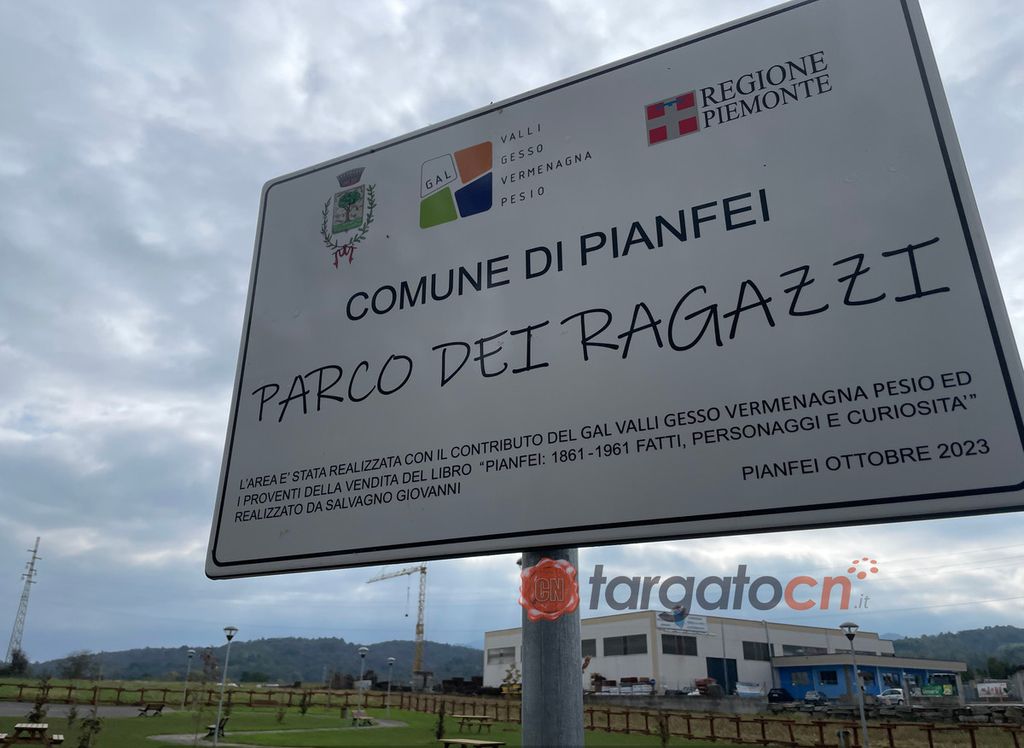 REGIONE
PIEMONTE
GAL
VALLI
GESSO
VERMENAGNA
PESIO
COMUNE DI PIANFEI
PARCO DEI RAGAZZI
L'AREA E' STATA REALIZZATA CON IL CONTRIBUTO DEL GAL VALLI GESSO VERMENAGNA PESIO ED
I PROVENTI DELLA VENDITA DEL LIBRO "PIANFEI: 1861-1961 FATTI, PERSONAGGI E CURIOSITA'"
REALIZZATO DA SALVAGNO GIOVANNI
PIANFEI OTTOBRE 2023
CN targatocn.it